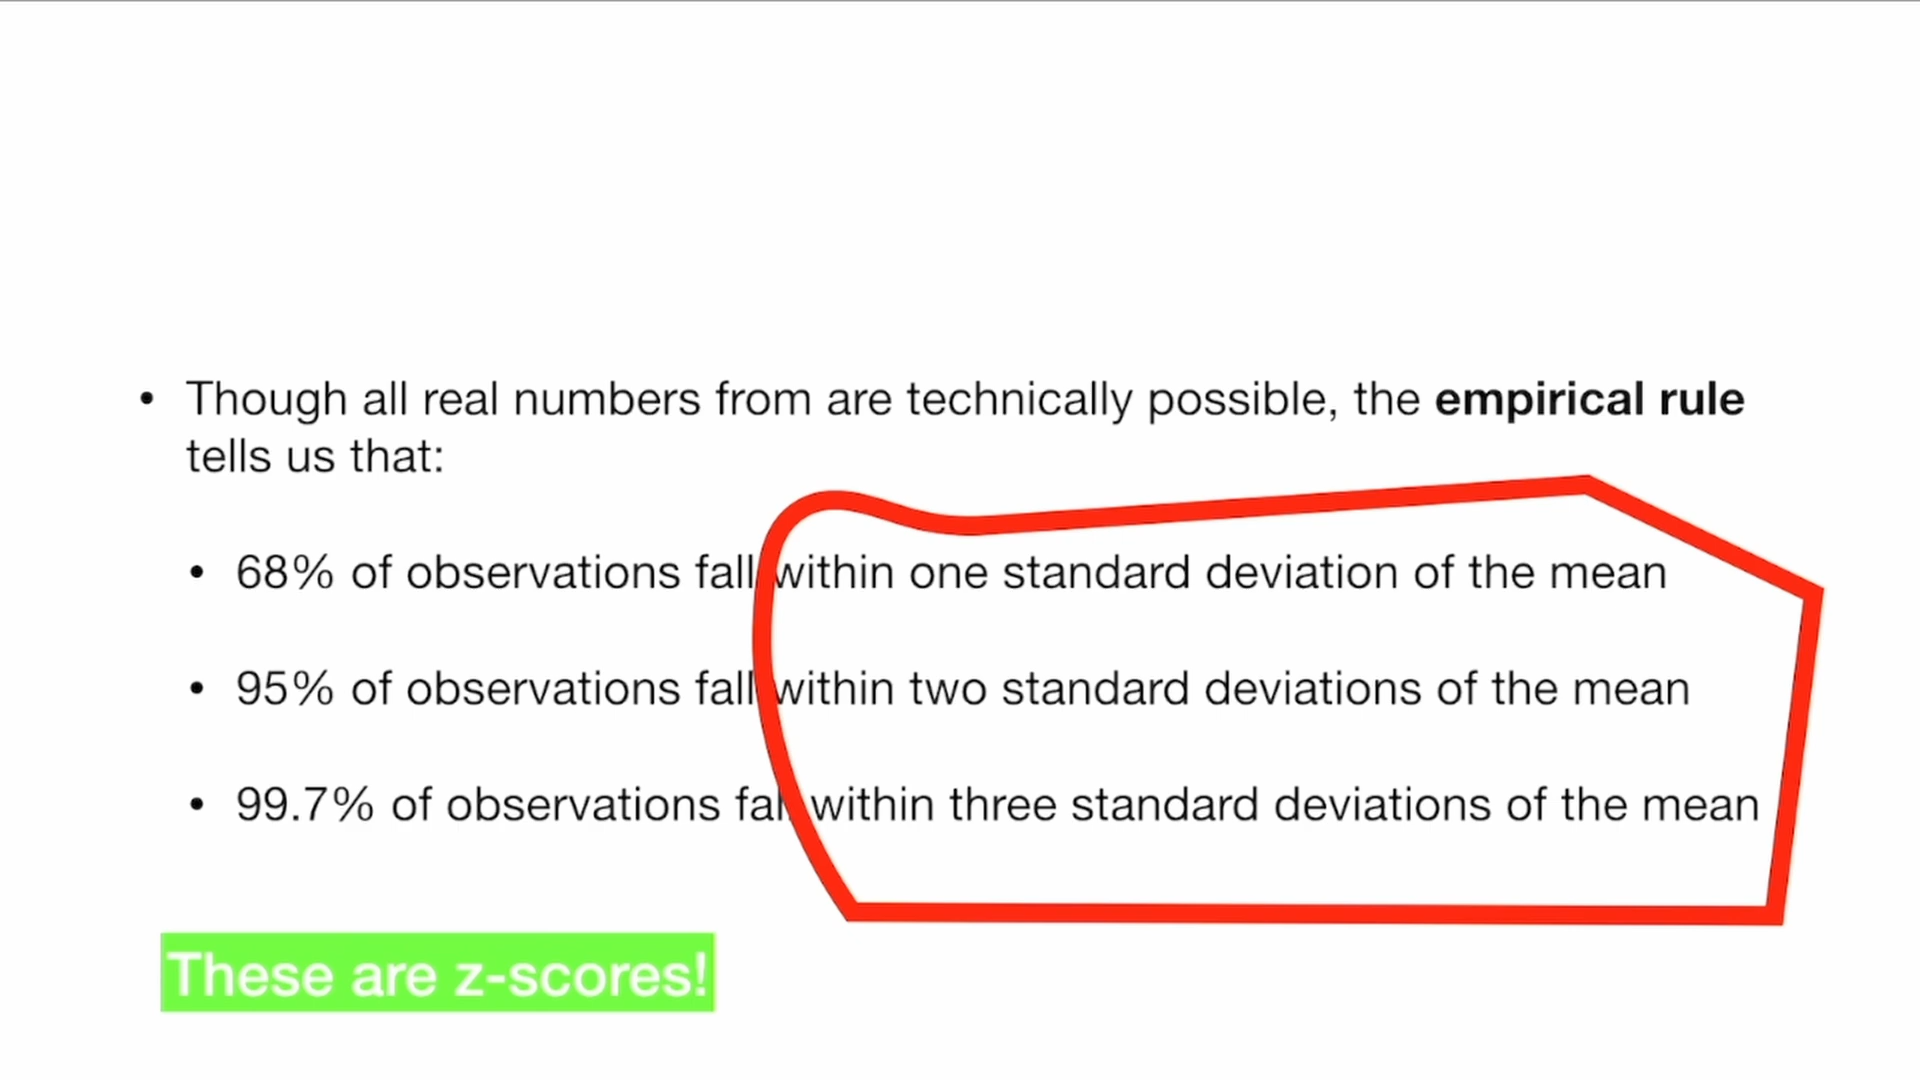 • Though all real numbers from are technically possible, the empirical rule
tells us that:
• 68% of observations fall within one standard deviation of the mean
• 95% of observations fall within two standard deviations of the mean
• 99.7% of observations fall within three standard deviations of the mean
These are z-scores!